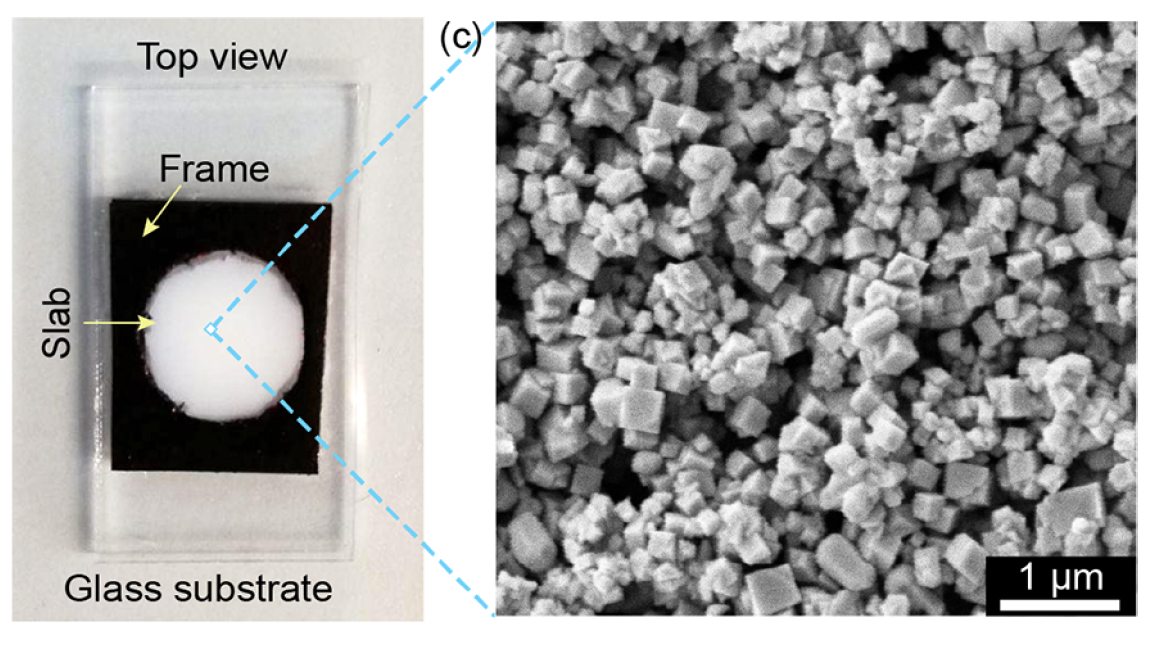 Top view
Frame
Slab
Glass substrate
(c)
1 μm